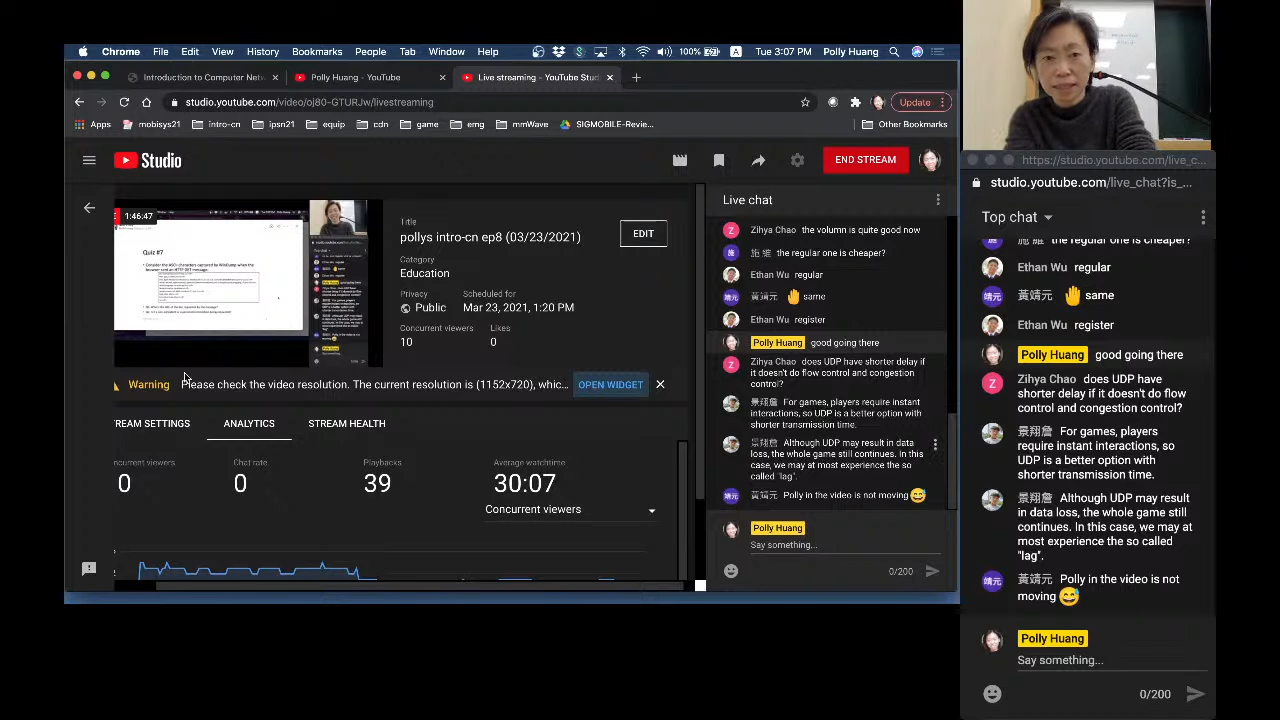 Chrome File Edit View History Bookmarks Window Help Tue 3:07 PM Polly Huang
Introduction to Computer Netw
Live streaming - YouTube Stud
studio.youtube.com/video/oj80-GTURJw/livestreaming
Update
Apps mobisys21 intro-cn ipsn21 equip cdn game emg mmWave SIGMOBILE-Revie... Other Bookmarks
Studio
END STREAM
1:46:47
Quiz #7
Title
pollys intro-cn
(03/23/2021)
EDIT
Category
Education
Public
Mar 23, 2021, 1:20 PM
Concurrent
viewers
10
0
Warning
Please check the video resolution. The current resolution is (1152x720), whic...
OPEN WIDGET
REAM SETTINGS
ANALYTICS
STREAM HEALTH
ncurrent viewers
0
Chat rate
0
Playbacks
39
Average watchtime
30:07
Concurrent viewers
Live chat
Zihya Chao the volumn is quite good now
the regular one
Ethan Wu regular
黃靖元 🤚 same
Ethan Wu register
Polly Huang good going there
Zihya Chao does UDP have shorter delay if
it doesn't do flow control and congestion
control?
景翔詹 For games, players require instant
interactions, so UDP is a better option with
shorter transmission time.
景翔詹 Although UDP may result in data
loss, the whole game still continues. In this
case, we may at most experience the so
called "lag".
黃靖元 Polly in the video is not moving 😅
Polly Huang
Say something...
0/200
https://studio.youtube.com/live_c...
studio.youtube.com/live_chat?is_...
Top chat
the regular one is cheap
Ethan Wu regular
黃靖元 🤚 same
Ethan Wu register
Polly Huang good going there
Zihya Chao does UDP have
shorter delay if it doesn't do flow
control and congestion control?
景翔詹 For games, players
require instant interactions, so
UDP is a better option with
shorter transmission time.
景翔詹 Although UDP may result
in data loss, the whole game still
continues. In this case, we may at
most experience the so called
"lag".
黃靖元 Polly in the video is not
moving 😅
Polly Huang
Say something...
0/200